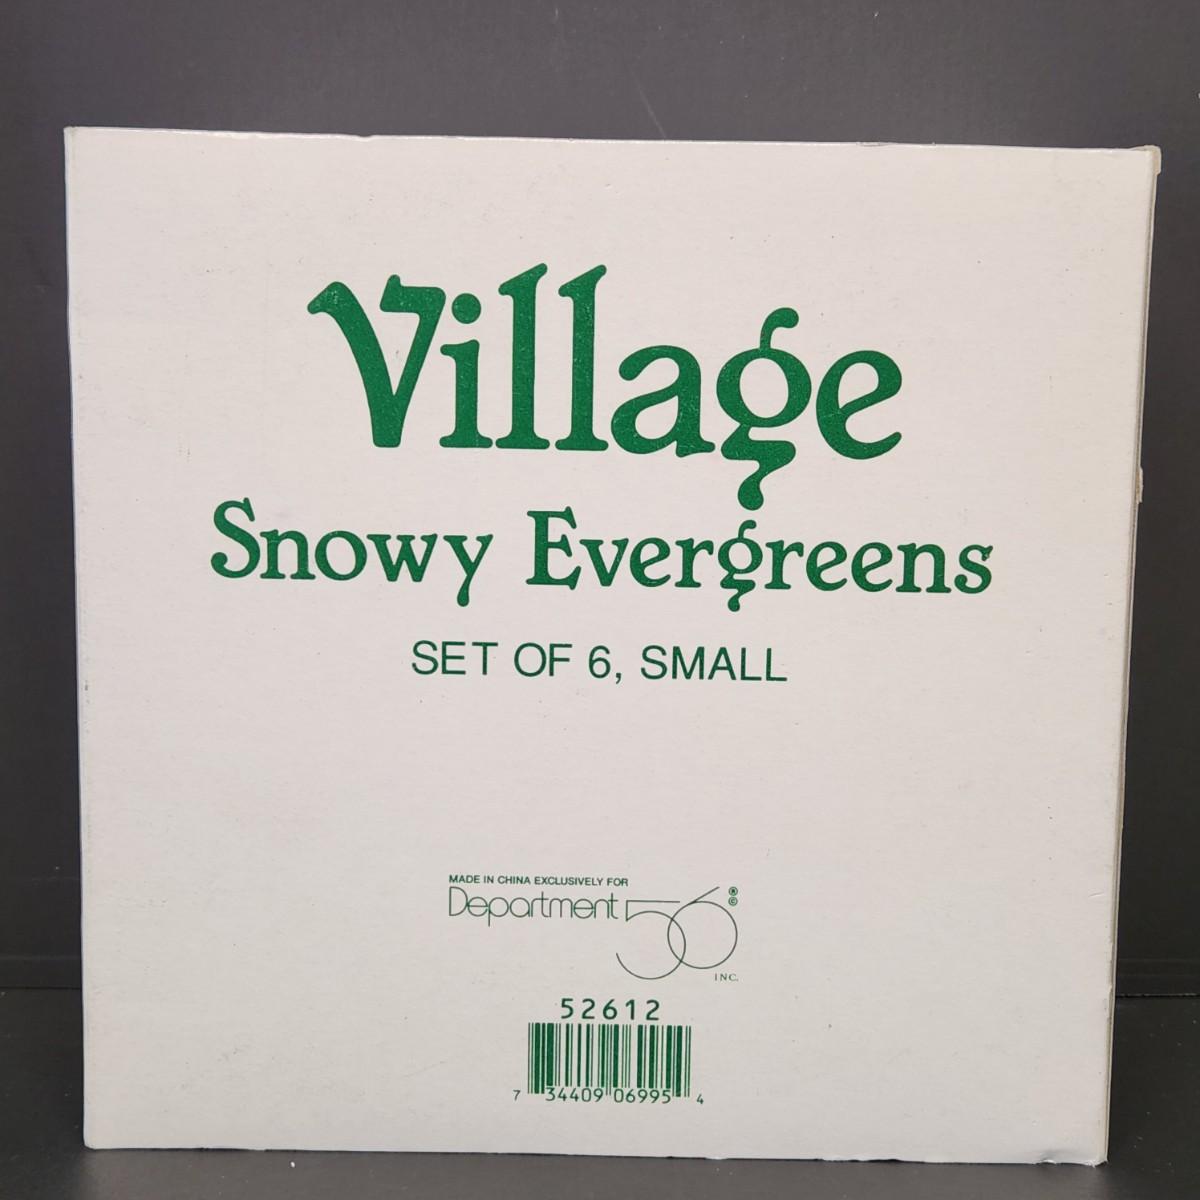 Village
Snowy Evergreens
SET OF 6, SMALL
MADE IN CHINA EXCLUSIVELY FOR
Department 56 ® ©
INC.
52612
7 34409 06995 4